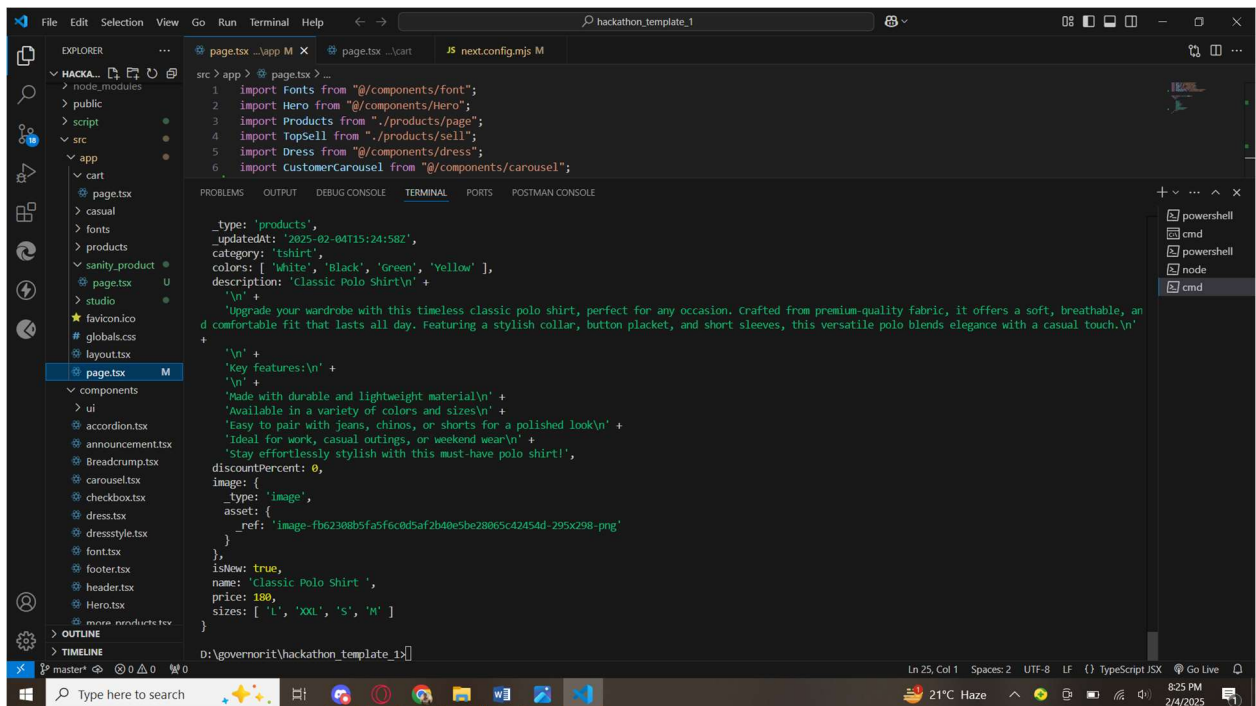 File Edit Selection View Go Run Terminal Help
hackathon_template_1
EXPLORER
HACKA...
node_modules
public
script
src
app
cart
page.tsx
casual
fonts
products
sanity_product
page.tsx U
studio
favicon.ico
# globals.css
layout.tsx
page.tsx M
components
ui
accordion.tsx
announcement.tsx
Breadcrump.tsx
carousel.tsx
checkbox.tsx
dress.tsx
dressstyle.tsx
font.tsx
footer.tsx
header.tsx
Hero.tsx
more_products.tsx
OUTLINE
TIMELINE
18
page.tsx ...\app M
page.tsx ...\cart
JS next.config.mjs M
src > app > page.tsx > ...
1 import Fonts from "@/components/font";
2 import Hero from "@/components/Hero";
3 import Products from "./products/page";
4 import TopSell from "./products/sell";
5 import Dress from "@/components/dress";
6 import CustomerCarousel from "@/components/carousel";
PROBLEMS OUTPUT DEBUG CONSOLE TERMINAL PORTS POSTMAN CONSOLE
_type: 'products',
_updatedAt: '2025-02-04T15:24:58Z',
category: 'tshirt',
colors: [ 'White', 'Black', 'Green', 'Yellow' ],
description: 'Classic Polo Shirt\n' +
'\n' +
'Upgrade your wardrobe with this timeless classic polo shirt, perfect for any occasion. Crafted from premium-quality fabric, it offers a soft, breathable, an
d comfortable fit that lasts all day. Featuring a stylish collar, button placket, and short sleeves, this versatile polo blends elegance with a casual touch.\n'
+
'\n' +
'Key features:\n' +
'\n' +
'Made with durable and lightweight material\n' +
'Available in a variety of colors and sizes\n' +
'Easy to pair with jeans, chinos, or shorts for a polished look\n' +
'Ideal for work, casual outings, or weekend wear\n' +
'Stay effortlessly stylish with this must-have polo shirt!',
discountPercent: 0,
image: {
_type: 'image',
asset: {
_ref: 'image-fb62308b5fa5f6c0d5af2b40e5be28065c42454d-295x298-png'
}
},
isNew: true,
name: 'Classic Polo Shirt ',
price: 180,
sizes: [ 'L', 'XXL', 'S', 'M' ]
}
D:\governorit\hackathon_template_1>
powershell
cmd
powershell
node
cmd
master* 0 0 0
Ln 25, Col 1 Spaces: 2 UTF-8 LF {} TypeScript JSX Go Live
Type here to search
21°C Haze
8:25 PM
2/4/2025